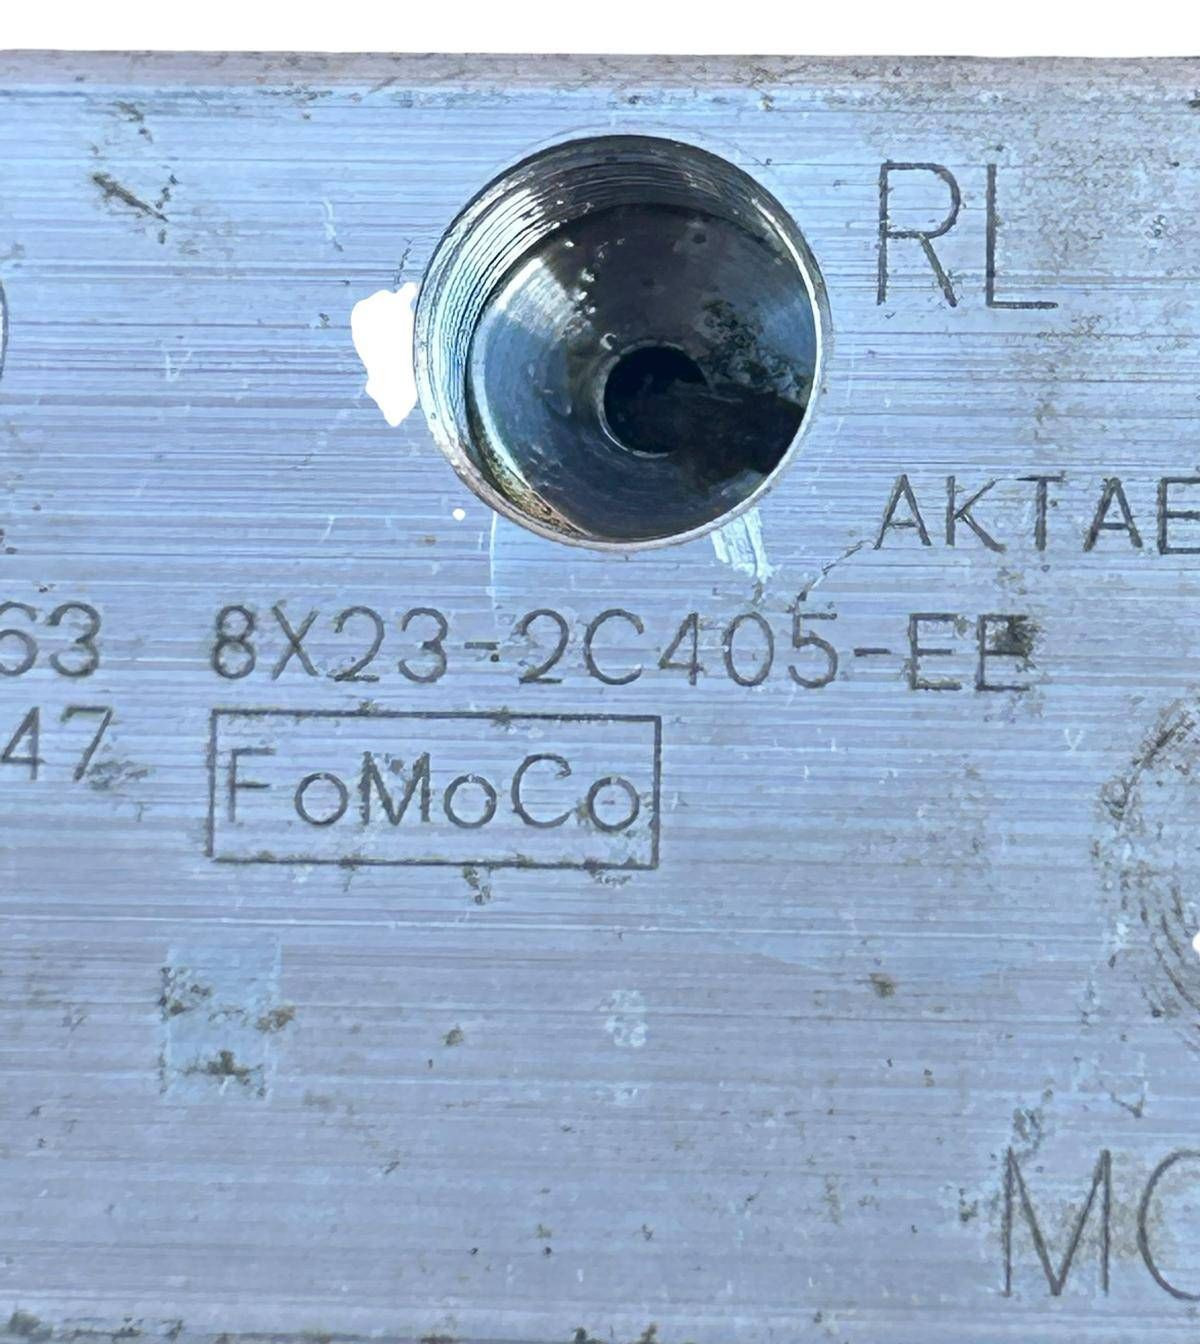 RL
AKTAE
63 8X23-2C405-EE
47
FoMoCo
MC